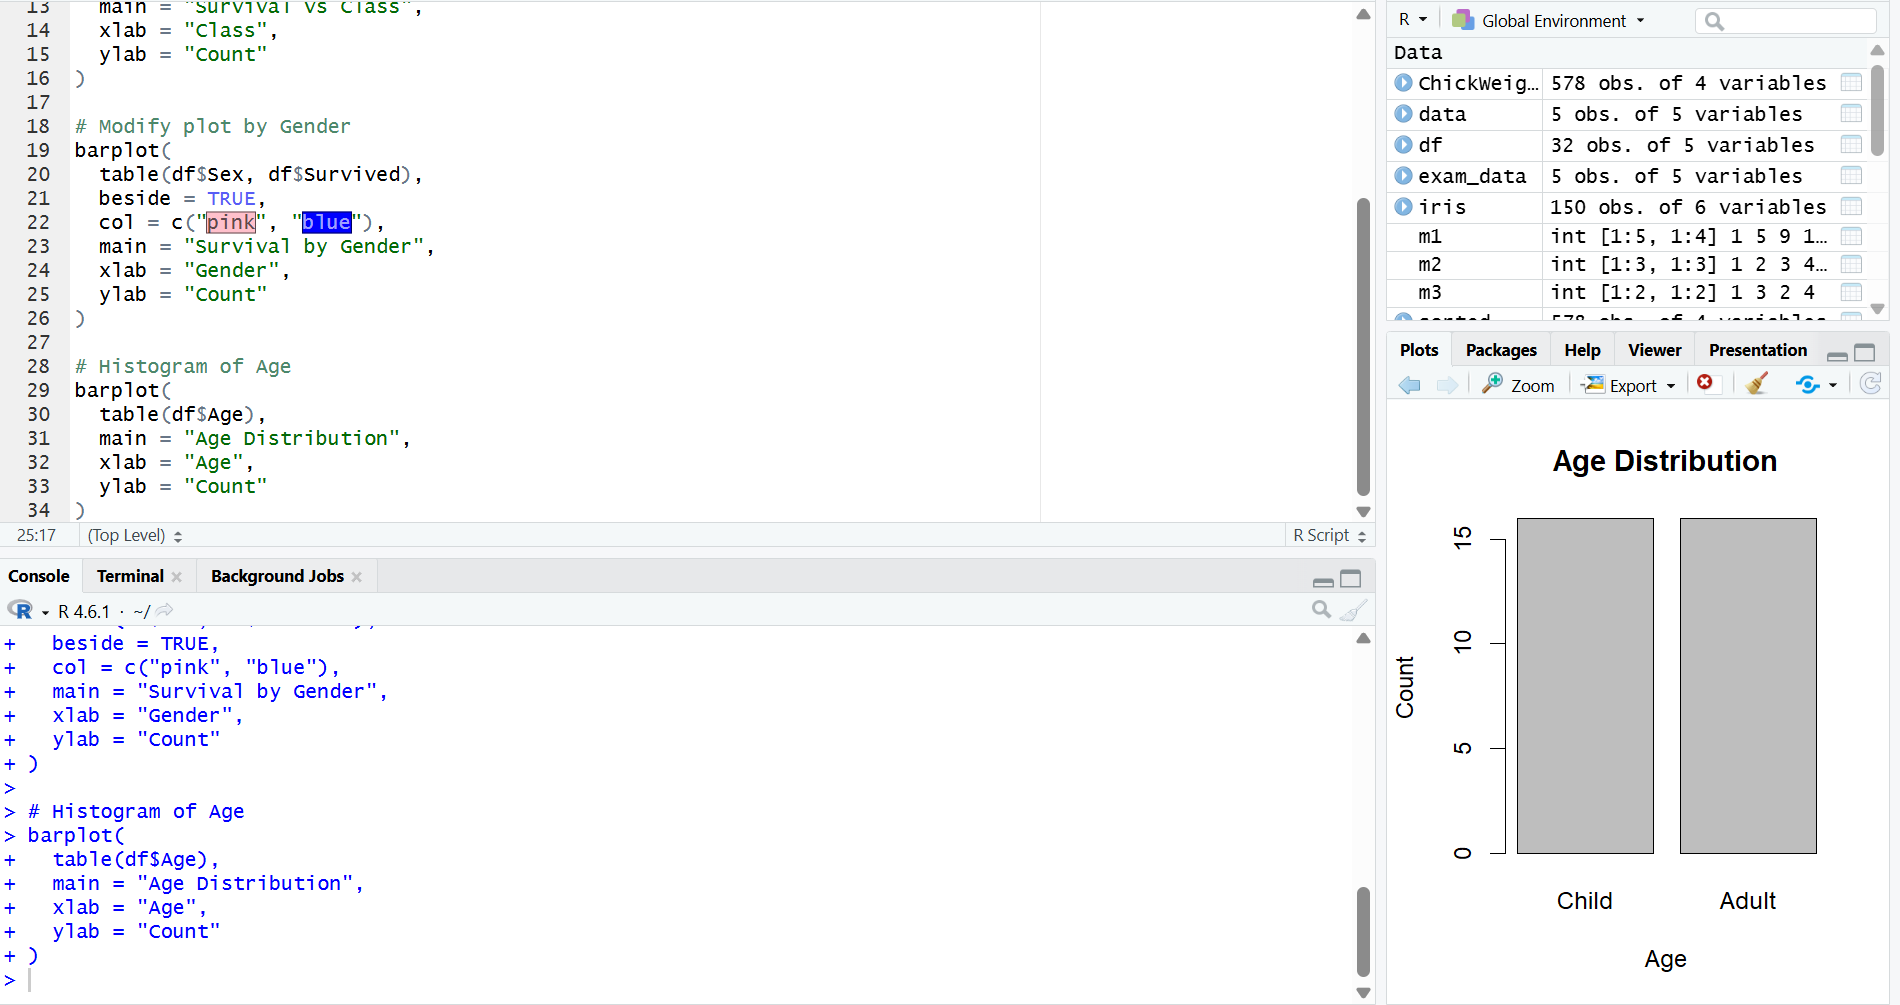 13   main = "Survival vs Class",
14   xlab = "Class",
15   ylab = "Count"
16 )
17
18 # Modify plot by Gender
19 barplot(
20   table(df$Sex, df$Survived),
21   beside = TRUE,
22   col = c("pink", "blue"),
23   main = "Survival by Gender",
24   xlab = "Gender",
25   ylab = "Count"
26 )
27
28 # Histogram of Age
29 barplot(
30   table(df$Age),
31   main = "Age Distribution",
32   xlab = "Age",
33   ylab = "Count"
34 )
25:17 (Top Level) R Script
Console Terminal Background Jobs
R 4.6.1 · ~/
+   beside = TRUE,
+   col = c("pink", "blue"),
+   main = "Survival by Gender",
+   xlab = "Gender",
+   ylab = "Count"
+ )
>
> # Histogram of Age
> barplot(
+   table(df$Age),
+   main = "Age Distribution",
+   xlab = "Age",
+   ylab = "Count"
+ )
>
R Global Environment
Data
ChickWeig… 578 obs. of 4 variables
data 5 obs. of 5 variables
df 32 obs. of 5 variables
exam_data 5 obs. of 5 variables
iris 150 obs. of 6 variables
m1 int [1:5, 1:4] 1 5 9 1…
m2 int [1:3, 1:3] 1 2 3 4…
m3 int [1:2, 1:2] 1 3 2 4
Plots Packages Help Viewer Presentation
Zoom Export
Age Distribution
Count
15
10
5
0
Child Adult
Age